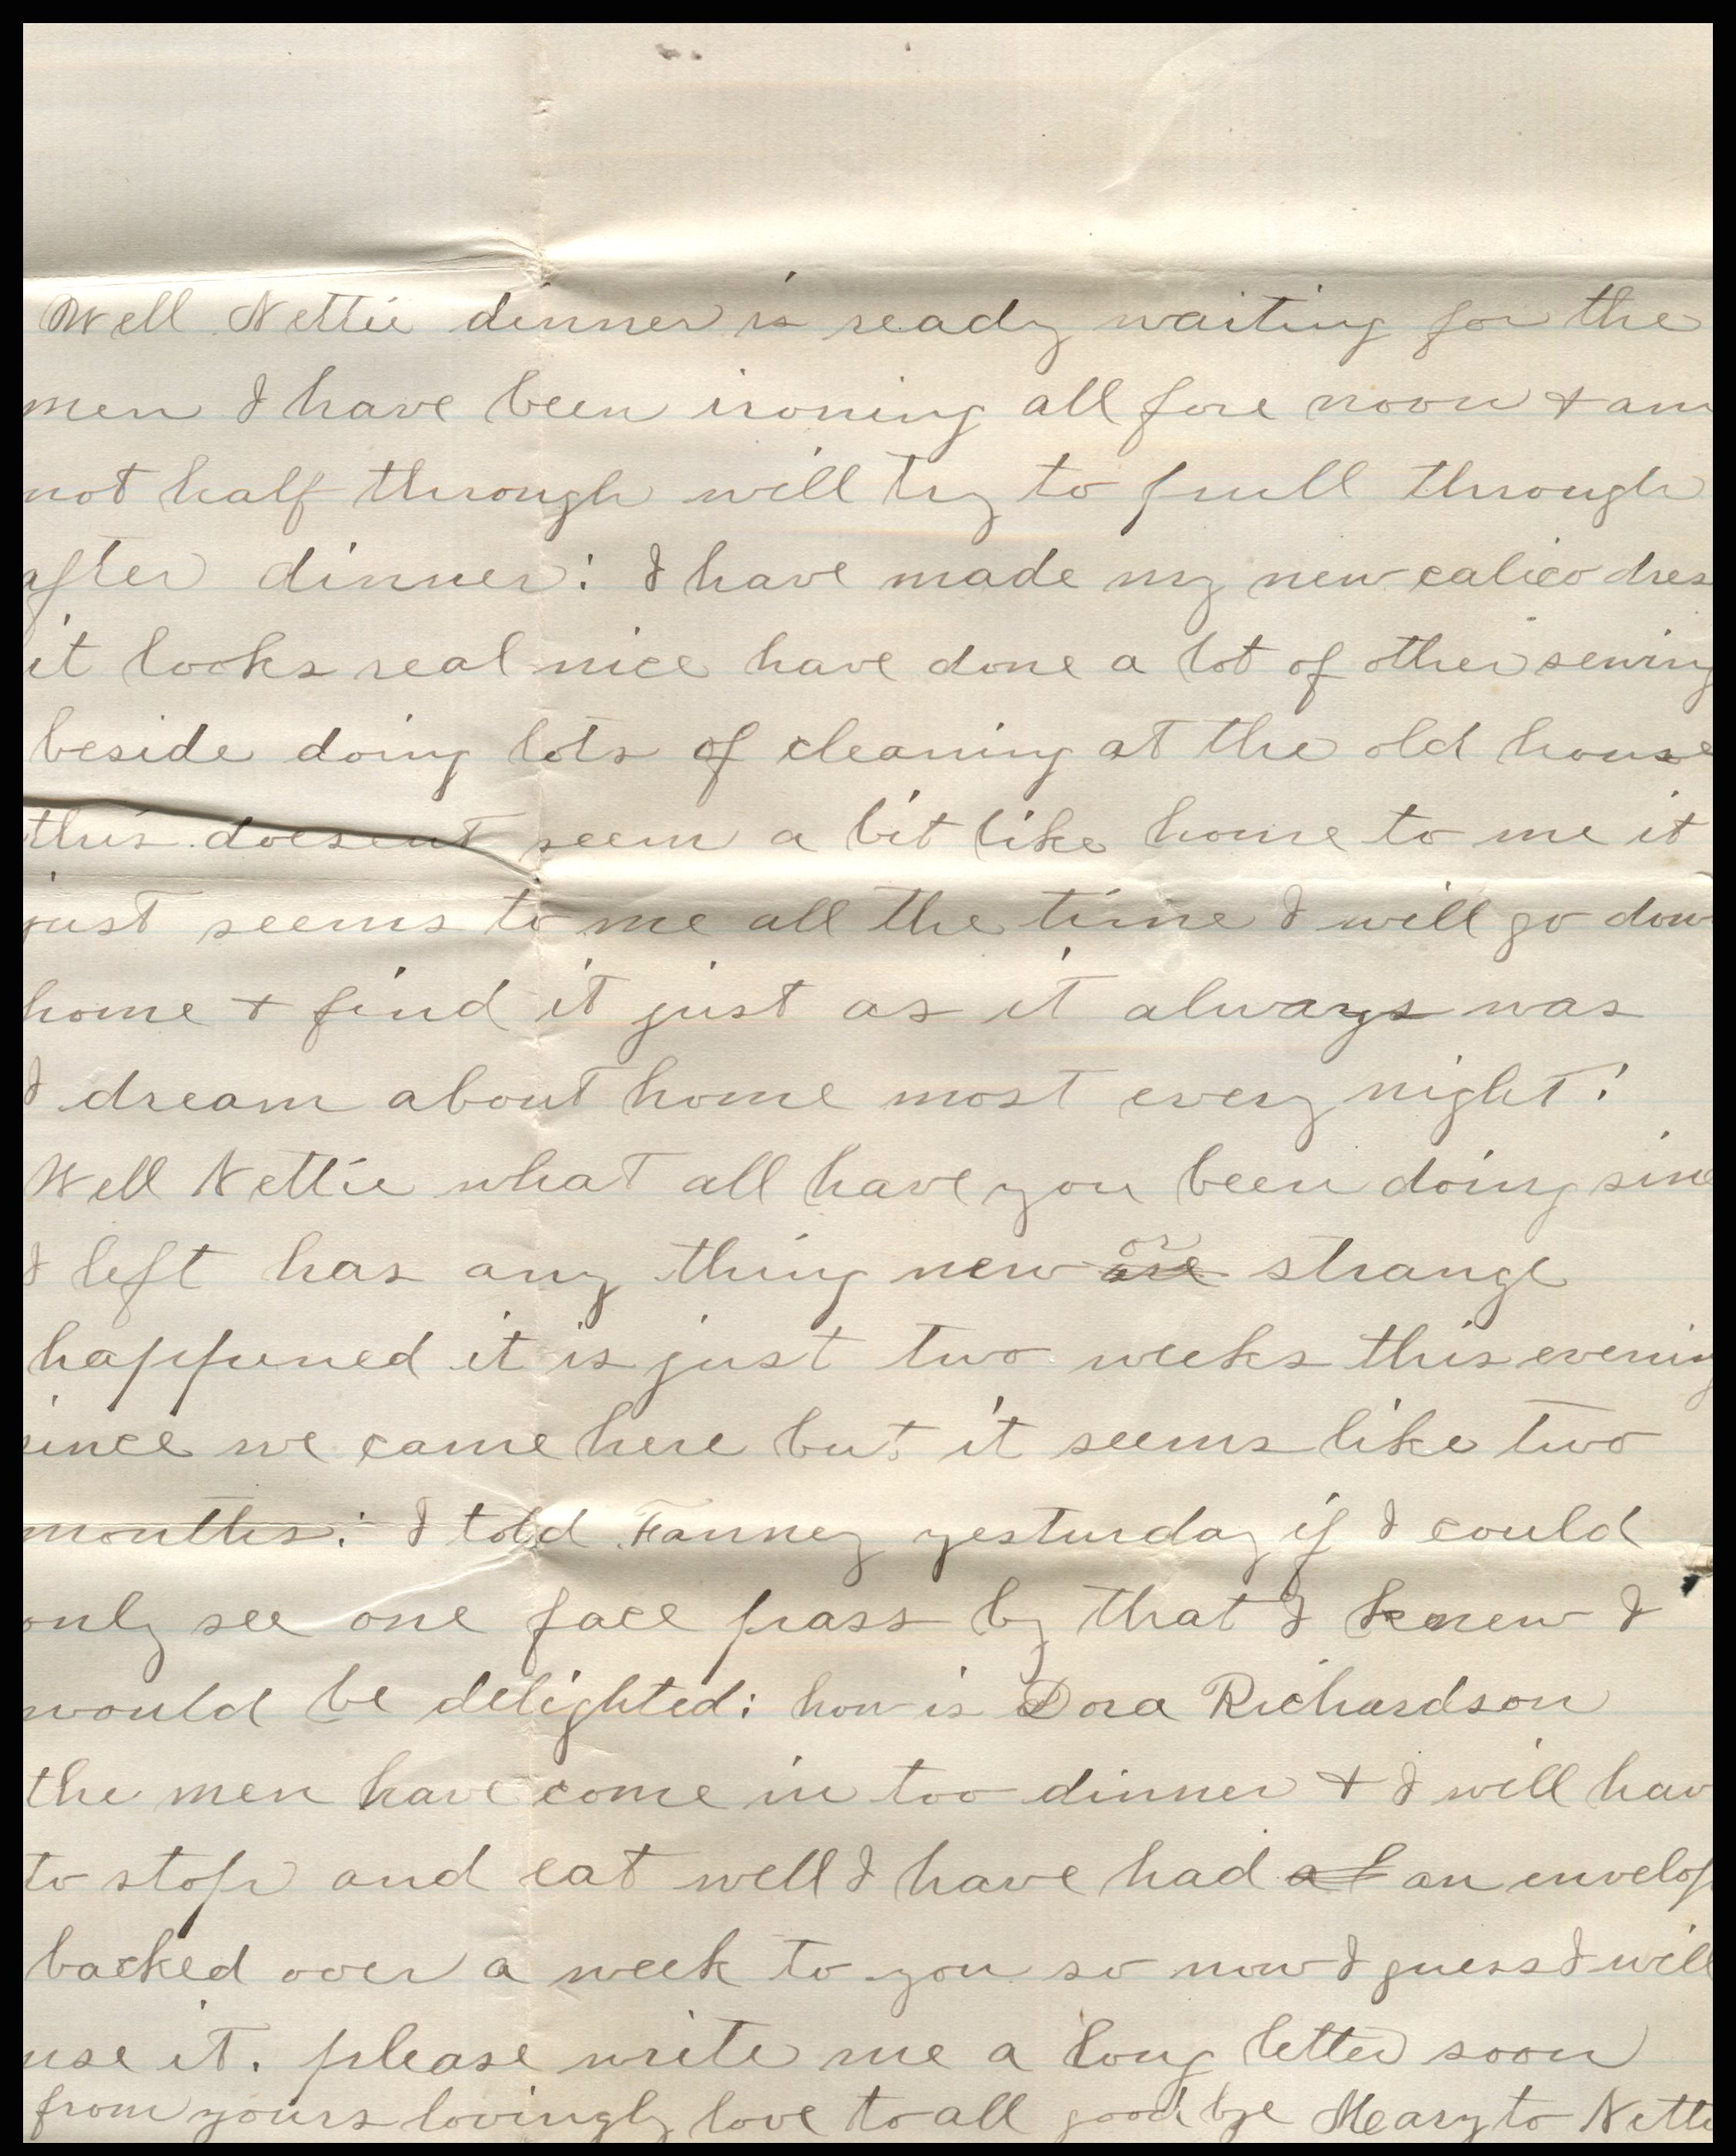 Well Nettie dinner is ready waiting for the
men I have been ironing all fore noon + am
not half through will try to pull through
after dinner: I have made my new calico dres
it looks real nice have done a lot of other sewing
beside doing lots of cleaning at the old house
this doesent seem a bit like home to me it
just seems to me all the time I will go dow
home + find it just as it always was
I dream about home most every night!
Well Nettie what all have you been doing sinc
I left has any thing new are or strange
happened it is just two weeks this evening
since we came here but it seems like two
months: I told Fanney yesturday if I could
only see one face pass by that I knew I
would be delighted: how is Dora Richardson
the men have come in too dinner + I will hav
to stop and eat well I have had a l an envelop
backed over a week to you so now I guess I will
use it. please write me a long letter soon
from yours lovingly love to all good bye Meary to Nette